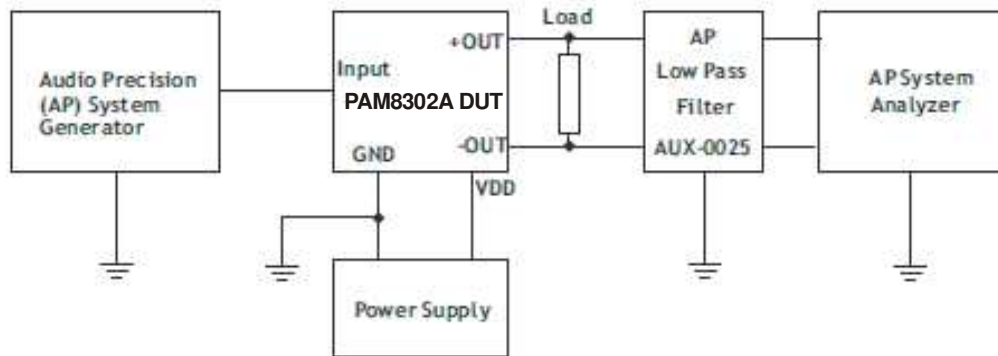 Audio Precision
(AP) System
Generator
Input
+OUT
PAM8302A DUT
GND
-OUT
VDD
Power Supply
Load
AP
Low Pass
Filter
AUX-0025
AP System
Analyzer